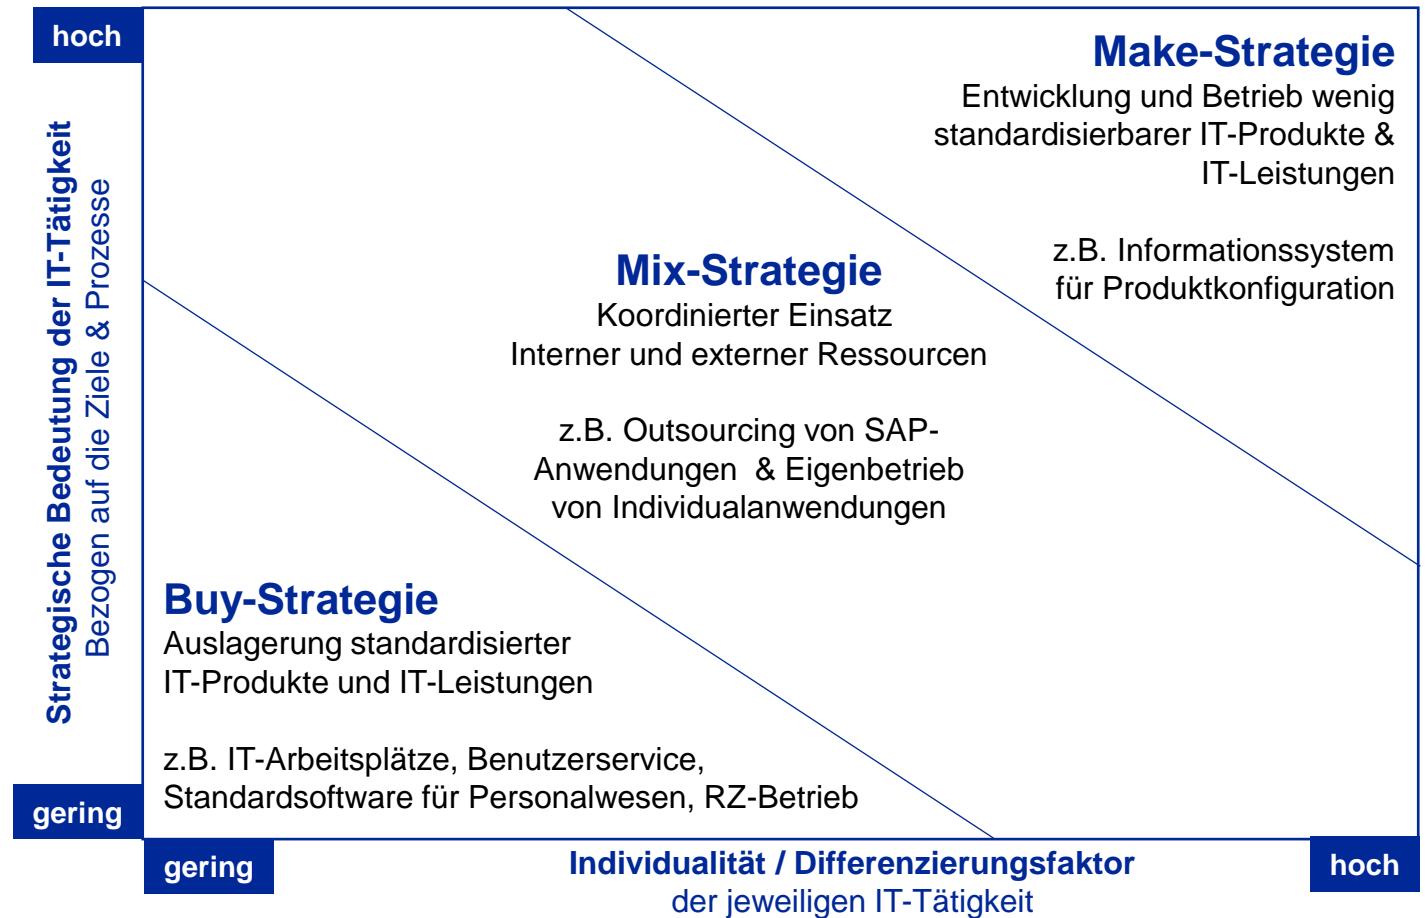 hoch
Strategische Bedeutung der IT-Tätigkeit
Bezogen auf die Ziele & Prozesse
gering
Make-Strategie
Entwicklung und Betrieb wenig
standardisierbarer IT-Produkte &
IT-Leistungen
z.B. Informationssystem
für Produktkonfiguration
Mix-Strategie
Koordinierter Einsatz
Interner und externer Ressourcen
z.B. Outsourcing von SAP-
Anwendungen & Eigenbetrieb
von Individualanwendungen
Buy-Strategie
Auslagerung standardisierter
IT-Produkte und IT-Leistungen
z.B. IT-Arbeitsplätze, Benutzerservice,
Standardsoftware für Personalwesen, RZ-Betrieb
gering
Individualität / Differenzierungsfaktor
der jeweiligen IT-Tätigkeit
hoch